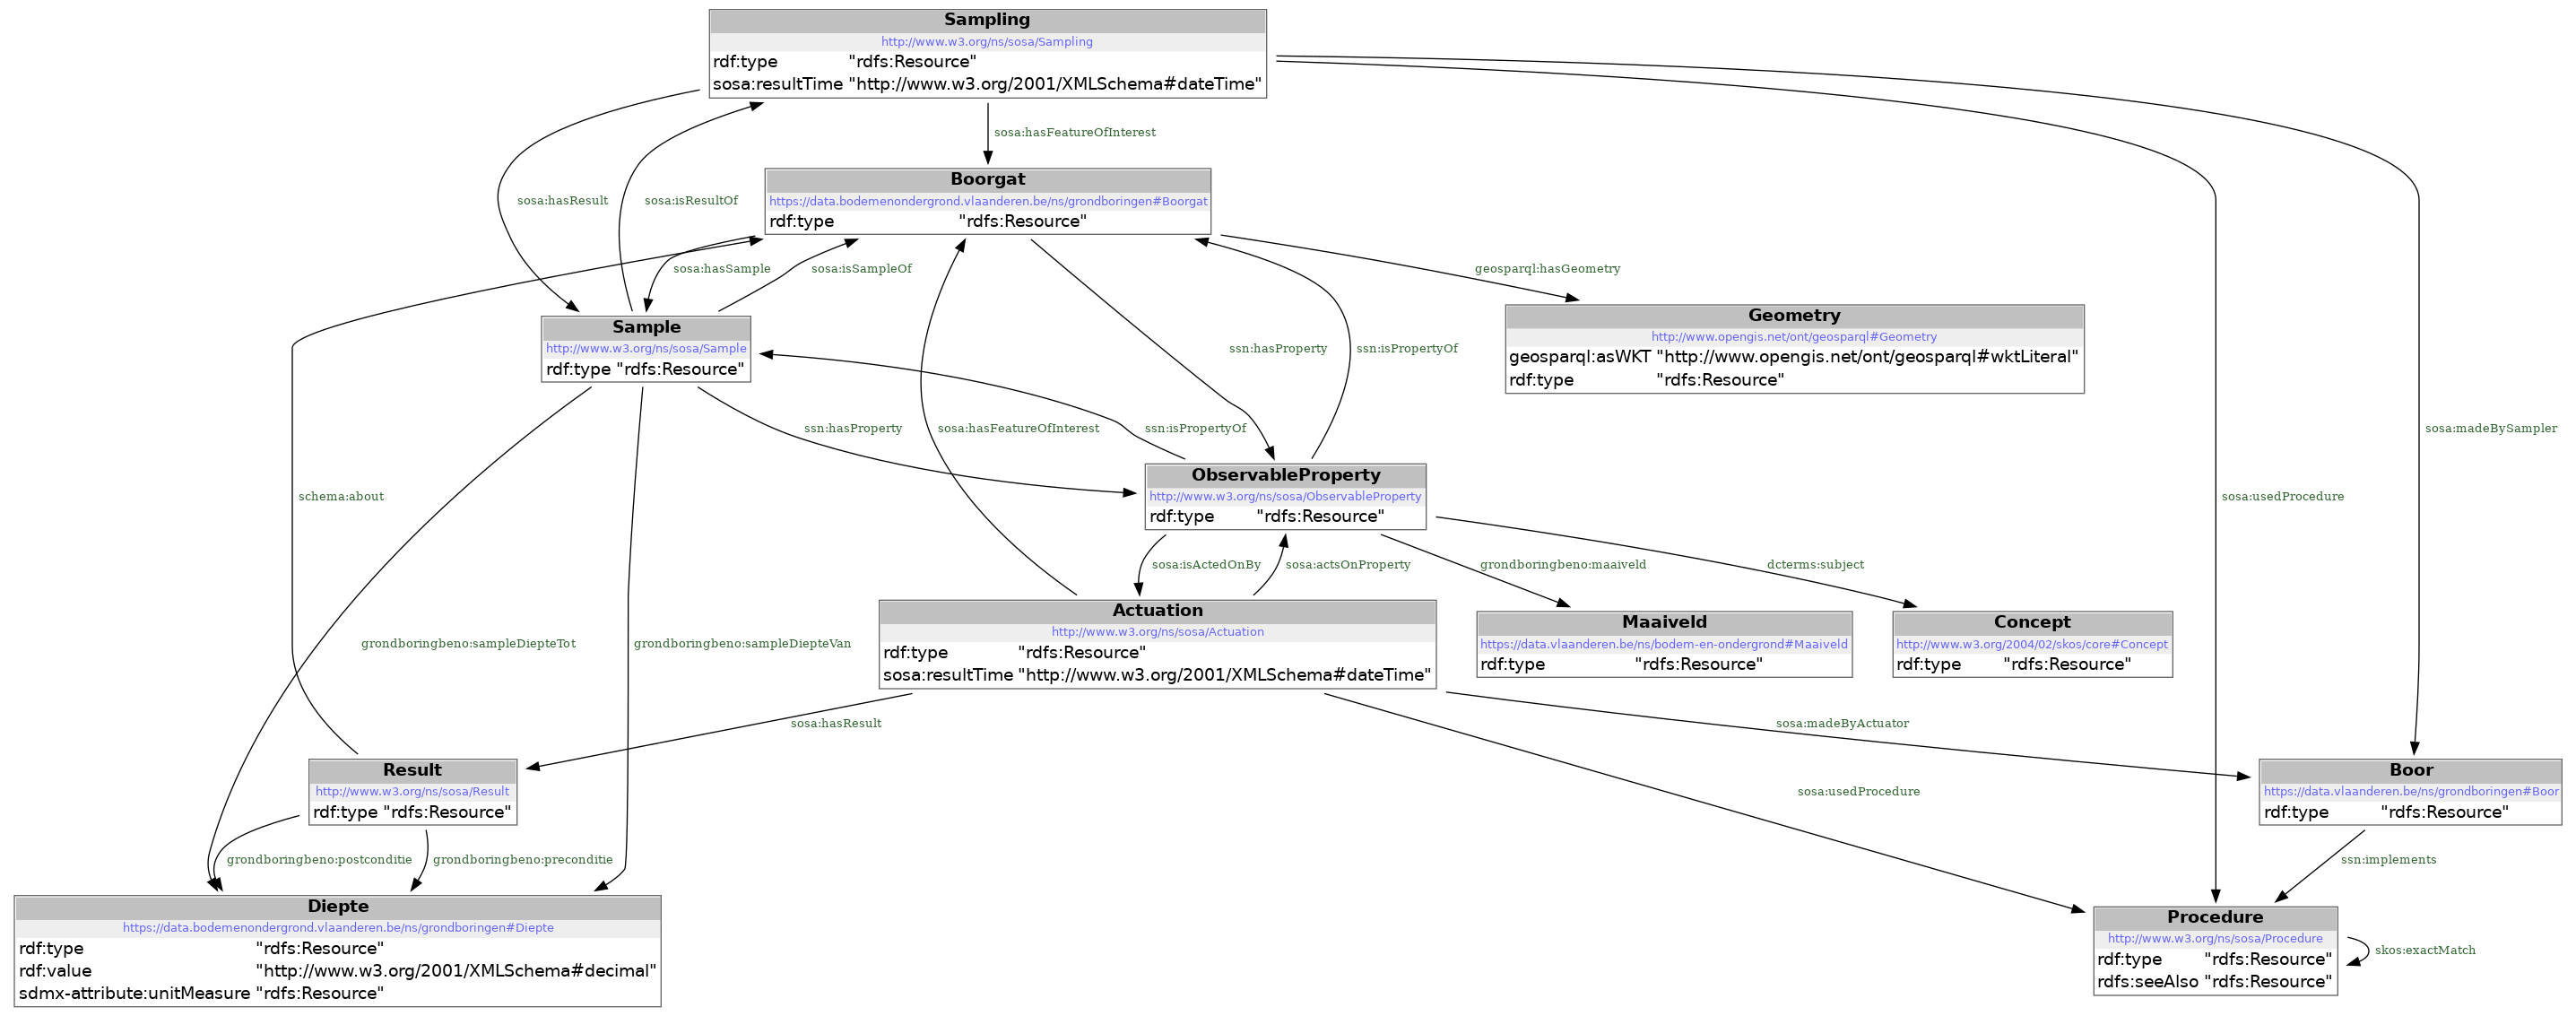 Sampling
http://www.w3.org/ns/sosa/Sampling
rdf:type "rdfs:Resource"
sosa:resultTime "http://www.w3.org/2001/XMLSchema#dateTime"
sosa:hasFeatureOfInterest
Boorgat
https://data.bodemenondergrond.vlaanderen.be/ns/grondboringen#Boorgat
rdf:type "rdfs:Resource"
sosa:hasResult
sosa:isResultOf
sosa:hasSample
sosa:isSampleOf
geosparql:hasGeometry
Sample
http://www.w3.org/ns/sosa/Sample
rdf:type "rdfs:Resource"
Geometry
http://www.opengis.net/ont/geosparql#Geometry
geosparql:asWKT "http://www.opengis.net/ont/geosparql#wktLiteral"
rdf:type "rdfs:Resource"
ssn:hasProperty
ssn:isPropertyOf
ssn:hasProperty
sosa:hasFeatureOfInterest
ssn:isPropertyOf
sosa:madeBySampler
ObservableProperty
http://www.w3.org/ns/sosa/ObservableProperty
rdf:type "rdfs:Resource"
schema:about
sosa:usedProcedure
sosa:isActedOnBy
sosa:actsOnProperty
grondboringbeno:maaiveld
dcterms:subject
Actuation
http://www.w3.org/ns/sosa/Actuation
rdf:type "rdfs:Resource"
sosa:resultTime "http://www.w3.org/2001/XMLSchema#dateTime"
Maaiveld
https://data.vlaanderen.be/ns/bodem-en-ondergrond#Maaiveld
rdf:type "rdfs:Resource"
Concept
http://www.w3.org/2004/02/skos/core#Concept
rdf:type "rdfs:Resource"
grondboringbeno:sampleDiepteTot
grondboringbeno:sampleDiepteVan
sosa:hasResult
sosa:madeByActuator
Result
http://www.w3.org/ns/sosa/Result
rdf:type "rdfs:Resource"
sosa:usedProcedure
Boor
https://data.vlaanderen.be/ns/grondboringen#Boor
rdf:type "rdfs:Resource"
grondboringbeno:postconditie
grondboringbeno:preconditie
ssn:implements
Diepte
https://data.bodemenondergrond.vlaanderen.be/ns/grondboringen#Diepte
rdf:type "rdfs:Resource"
rdf:value "http://www.w3.org/2001/XMLSchema#decimal"
sdmx-attribute:unitMeasure "rdfs:Resource"
Procedure
http://www.w3.org/ns/sosa/Procedure
rdf:type "rdfs:Resource"
rdfs:seeAlso "rdfs:Resource"
skos:exactMatch